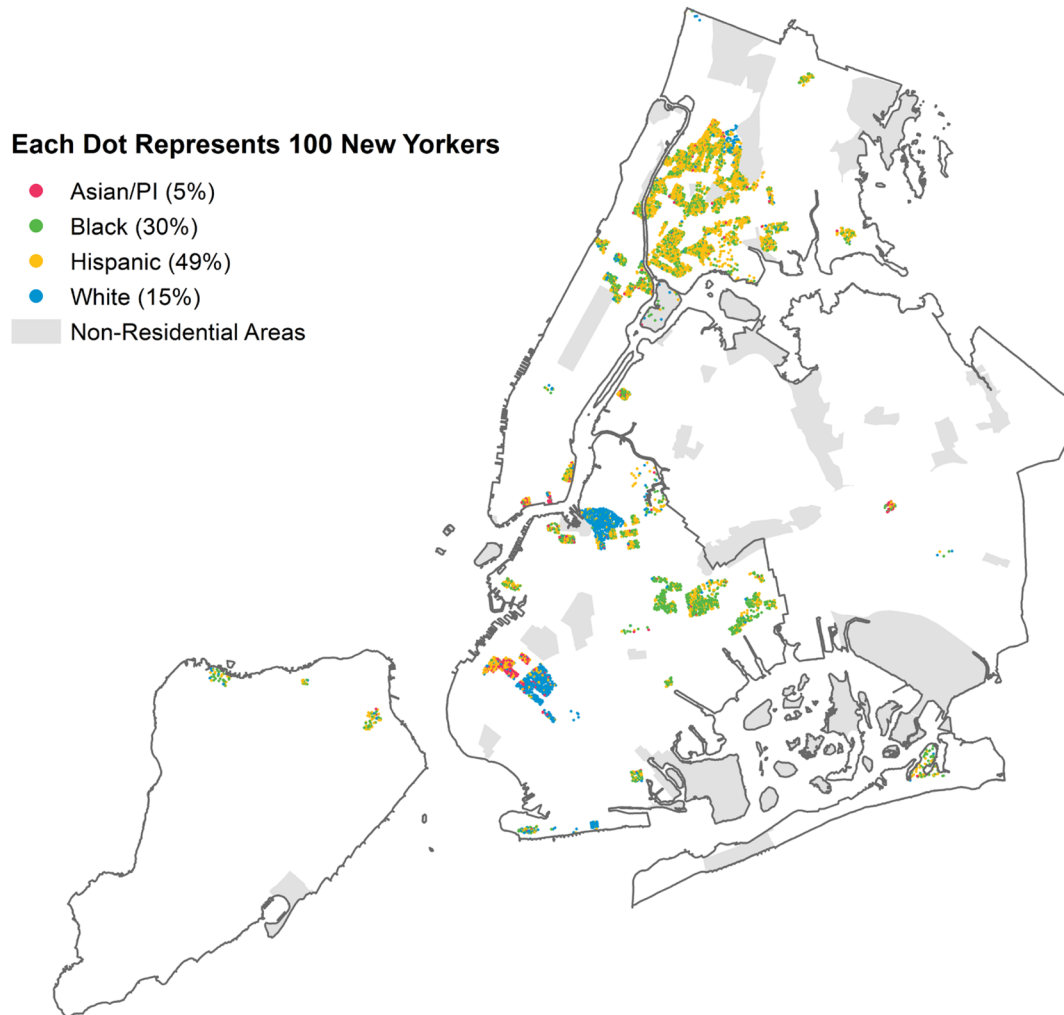 Each Dot Represents 100 New Yorkers
Asian/PI (5%)
Black (30%)
Hispanic (49%)
White (15%)
Non-Residential Areas